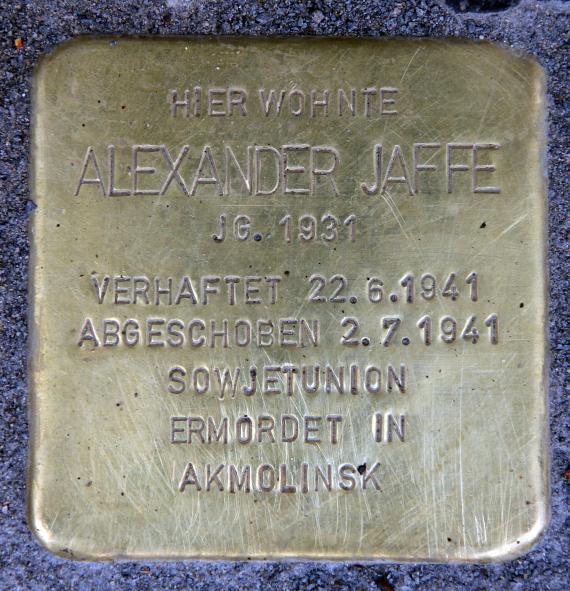 HIER WOHNTE
ALEXANDER JAFFE
JG. 1931
VERHAFTET 22.6.1941
ABGESCHOBEN 2.7.1941
SOWJETUNION
ERMORDET IN
AKMOLINSK